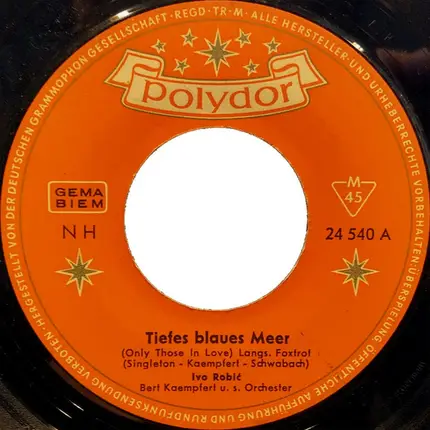 DEUTSCHEN GRAMMOPHON GESELLSCHAFT · REGD · TR · M · ALLE HERSTELLER- UND URHEBERRECHTE VORBEHALTEN · ÜBERSPIELUNG, ÖFFENTLICHE AUFFÜHRUNG UND RUNDFUNKSENDUNG VERBOTEN · HERGESTELLT VON DER
polydor
GEMA
BIEM
M
45
NH
24 540 A
Tiefes blaues Meer
(Only Those In Love) Langs. Foxtrot
(Singleton - Kaempfert - Schwabach)
Ivo Robić
Bert Kaempfert u. s. Orchester